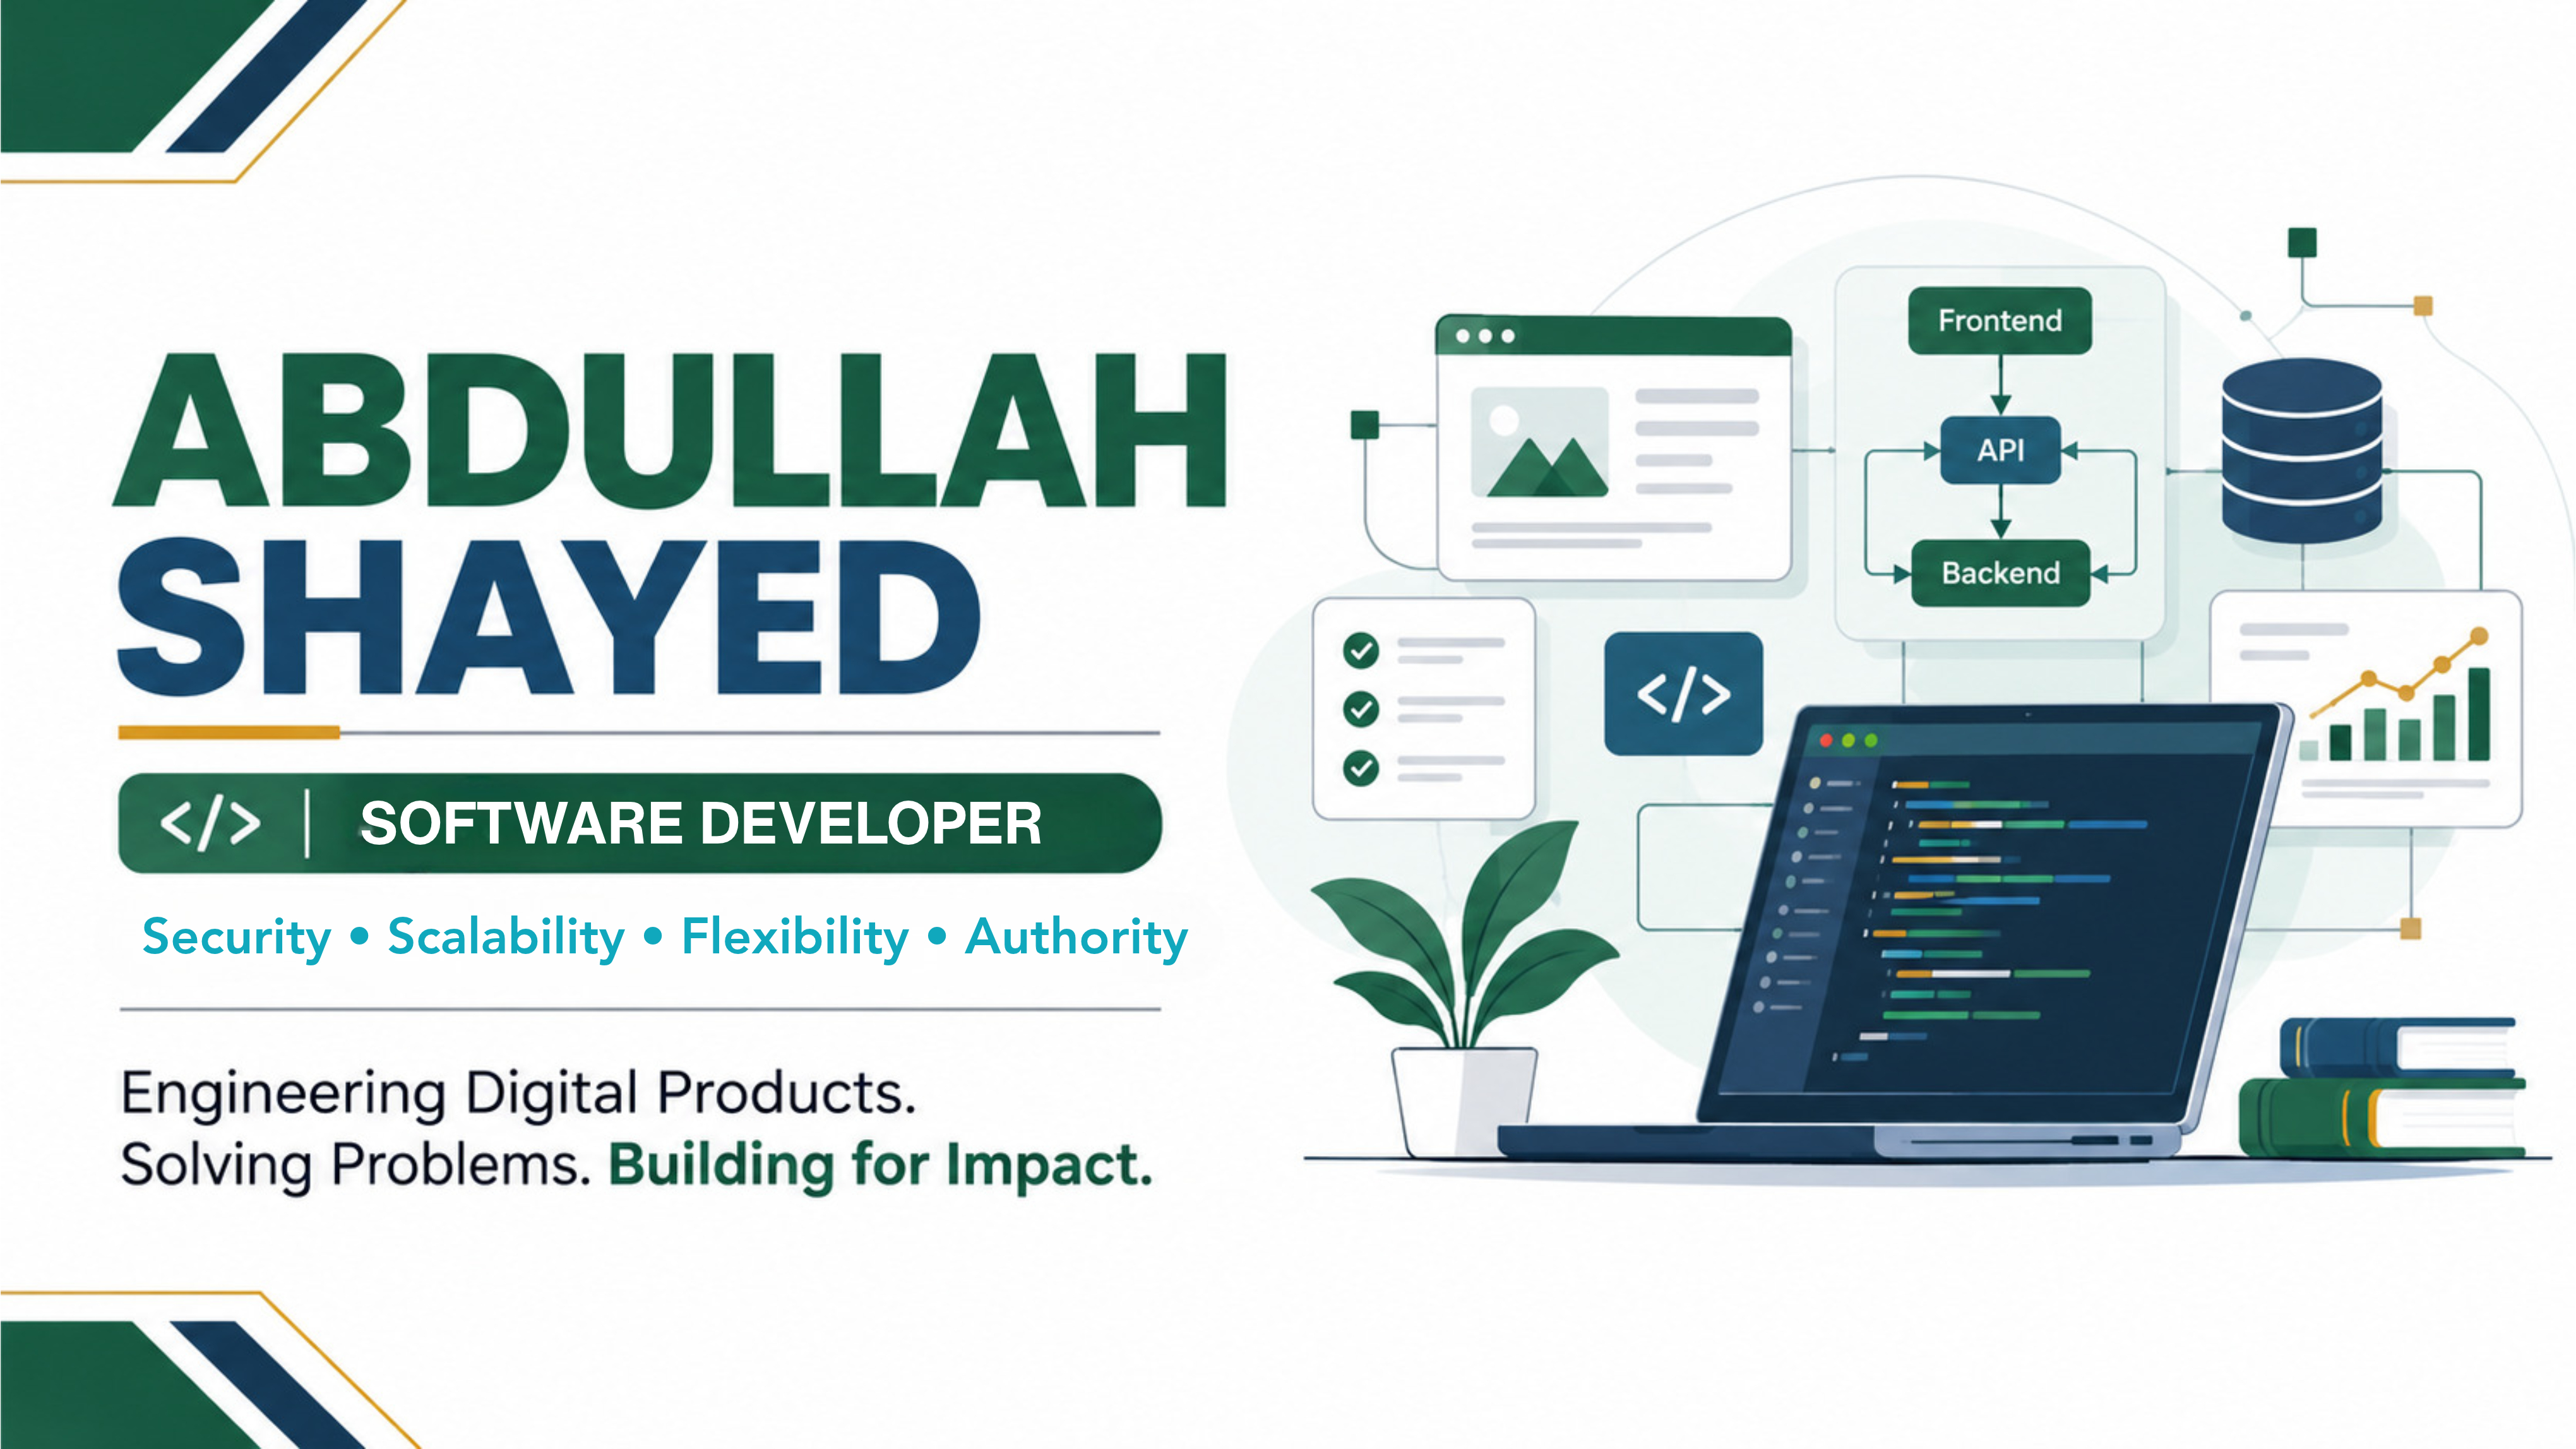 ABDULLAH
SHAYED
</> | SOFTWARE DEVELOPER
Security • Scalability • Flexibility • Authority
Engineering Digital Products.
Solving Problems. Building for Impact.
Frontend
API
Backend
</>